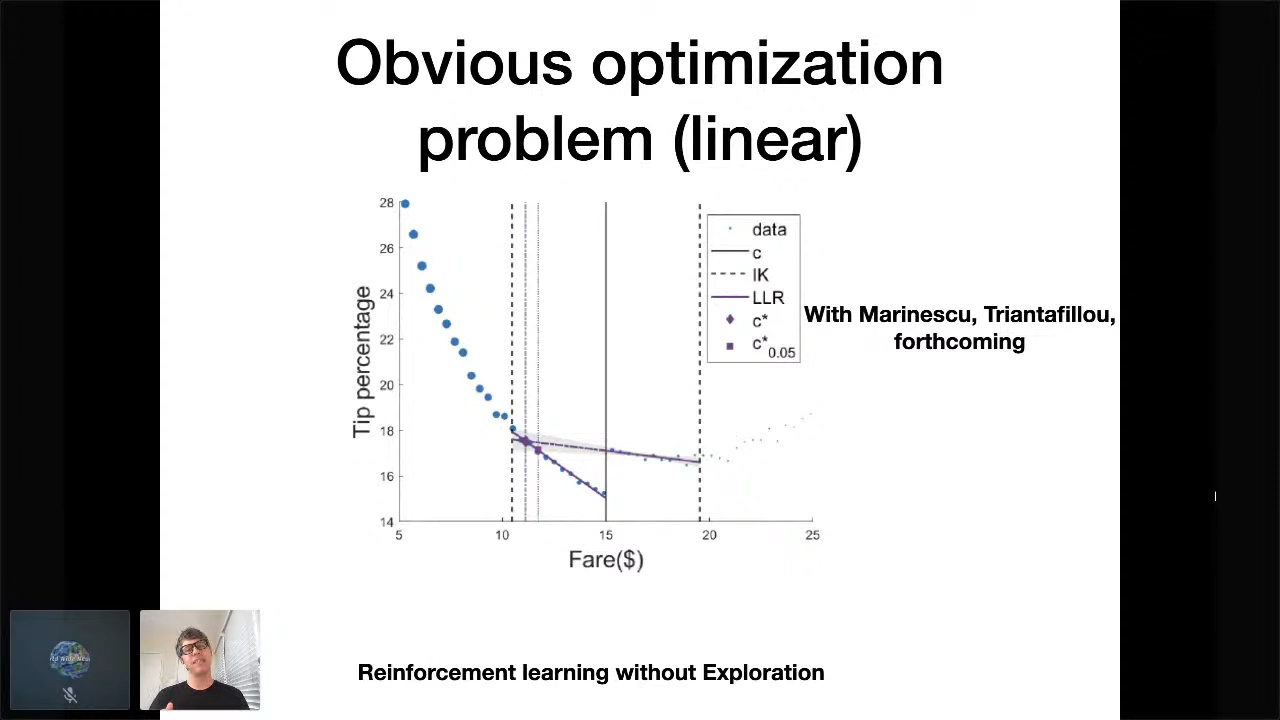 Obvious optimization
problem (linear)
28
26
24
22
20
18
16
14
5
10
15
20
25
Tip percentage
Fare($)
data
c
IK
LLR
c*
c*0.05
With Marinescu, Triantafillou,
forthcoming
Reinforcement learning without Exploration